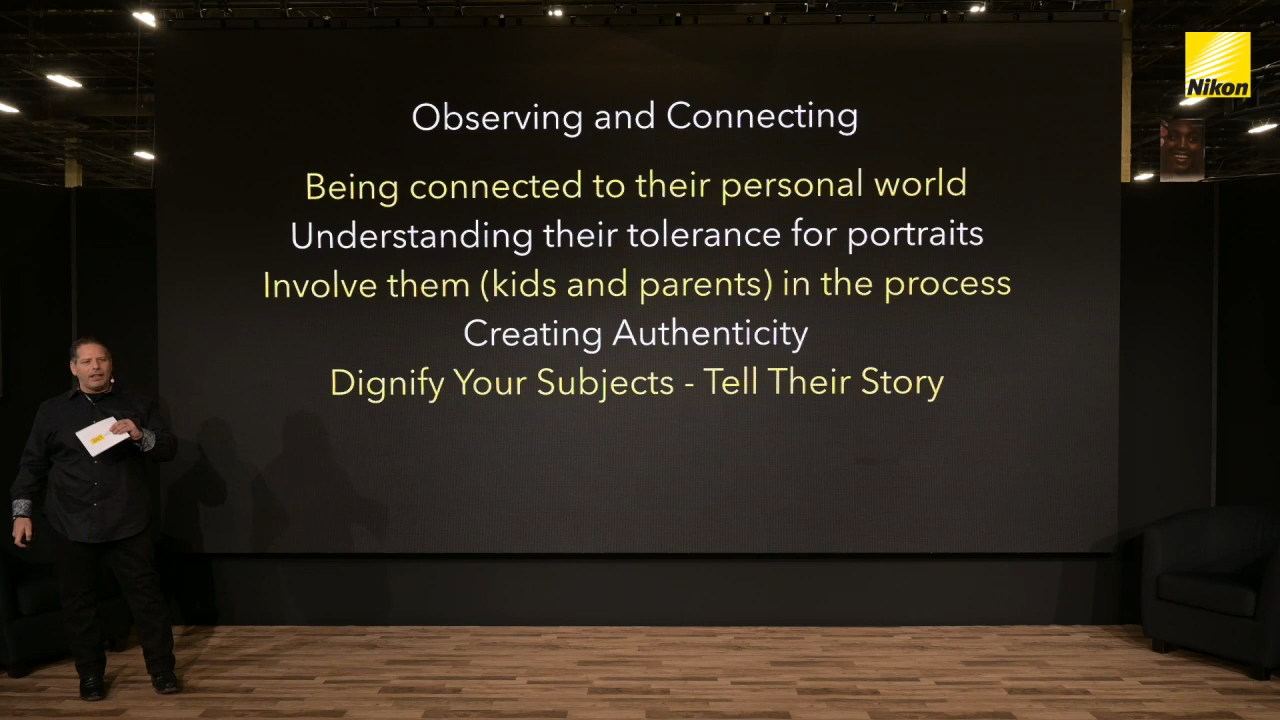 Nikon
Observing and Connecting
Being connected to their personal world
Understanding their tolerance for portraits
Involve them (kids and parents) in the process
Creating Authenticity
Dignify Your Subjects - Tell Their Story